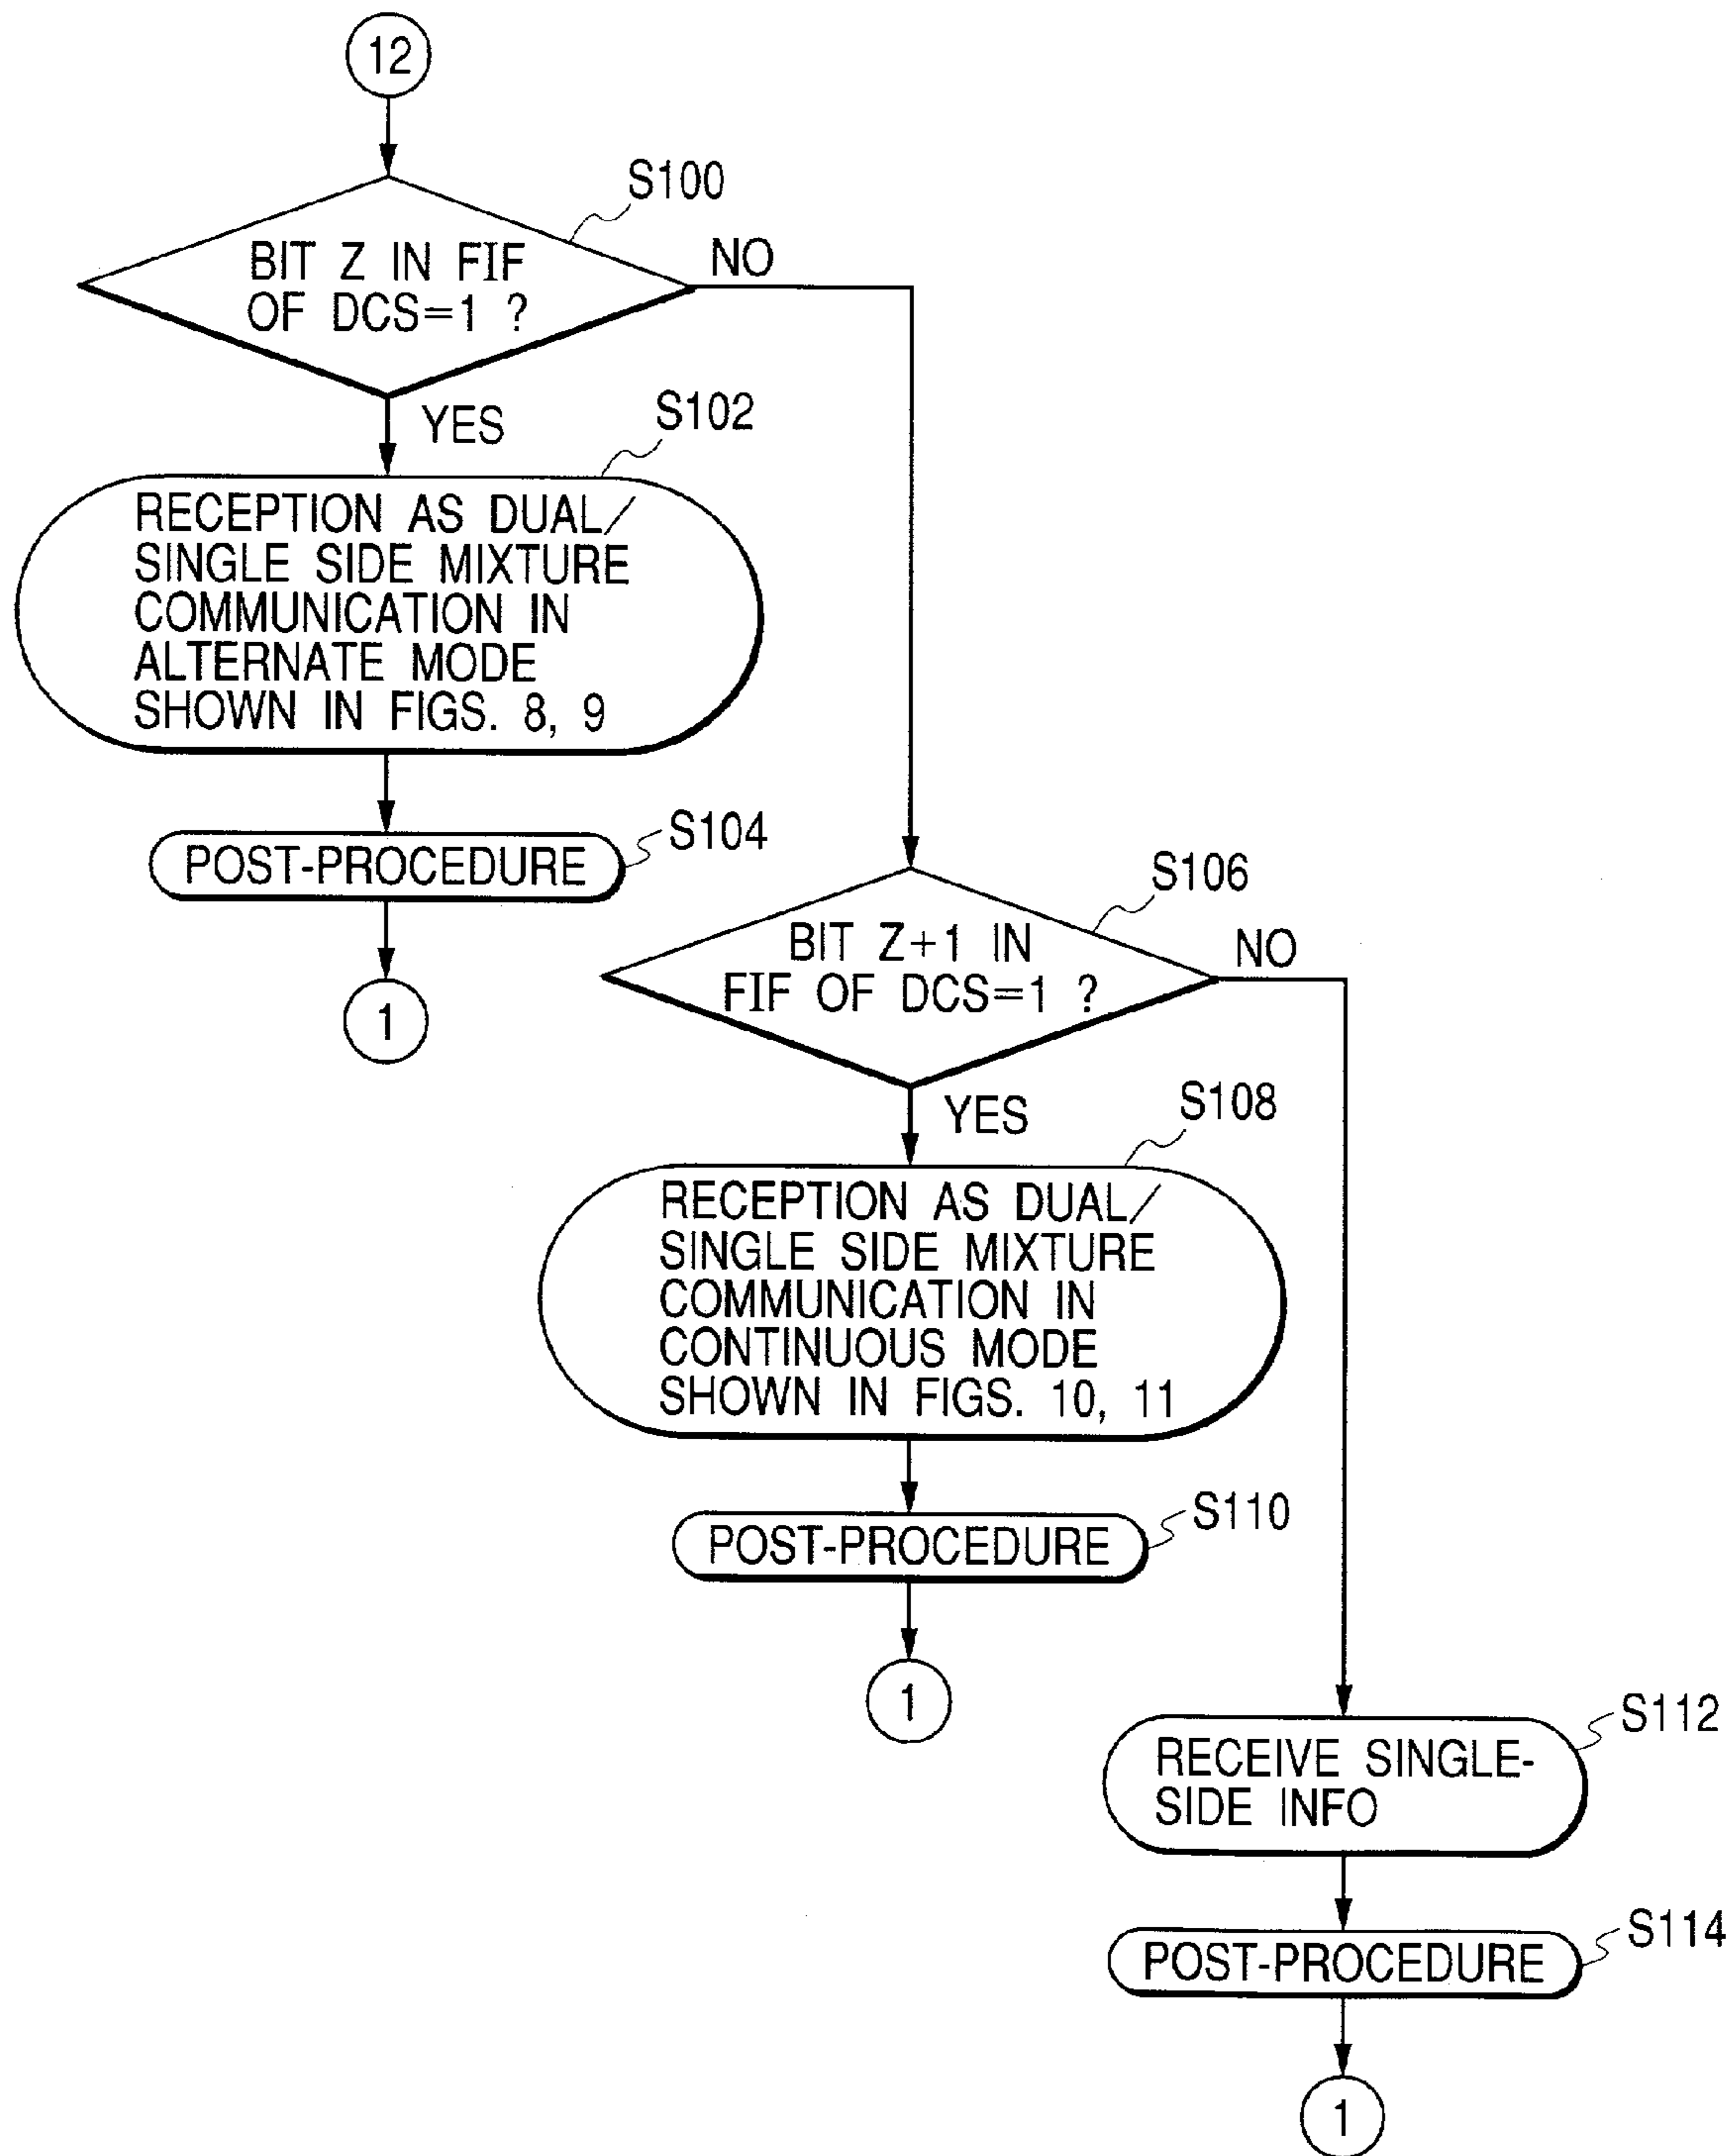 12
S100
BIT Z IN FIF
OF DCS=1 ?
NO
YES
S102
RECEPTION AS DUAL/
SINGLE SIDE MIXTURE
COMMUNICATION IN
ALTERNATE MODE
SHOWN IN FIGS. 8, 9
S104
POST-PROCEDURE
1
S106
BIT Z+1 IN
FIF OF DCS=1 ?
NO
YES
S108
RECEPTION AS DUAL/
SINGLE SIDE MIXTURE
COMMUNICATION IN
CONTINUOUS MODE
SHOWN IN FIGS. 10, 11
S110
POST-PROCEDURE
1
S112
RECEIVE SINGLE-
SIDE INFO
S114
POST-PROCEDURE
1